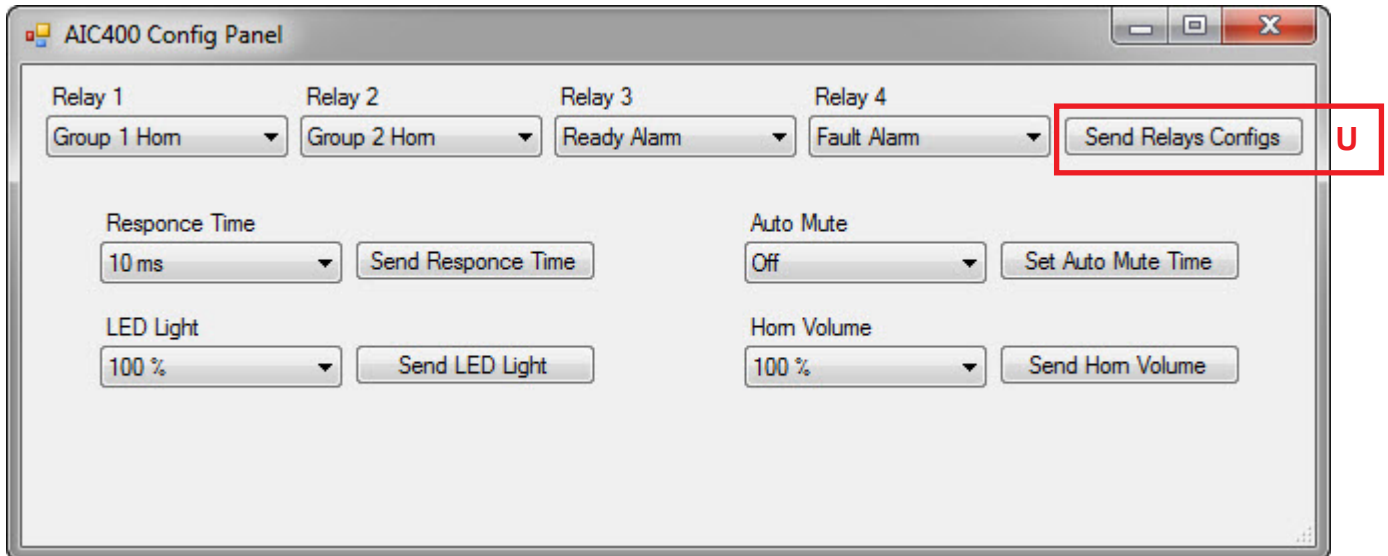 AIC400 Config Panel
Relay 1 Relay 2 Relay 3 Relay 4
Group 1 Horn Group 2 Horn Ready Alarm Fault Alarm Send Relays Configs U
Responce Time Auto Mute
10 ms Send Responce Time Off Set Auto Mute Time
LED Light Horn Volume
100 % Send LED Light 100 % Send Horn Volume